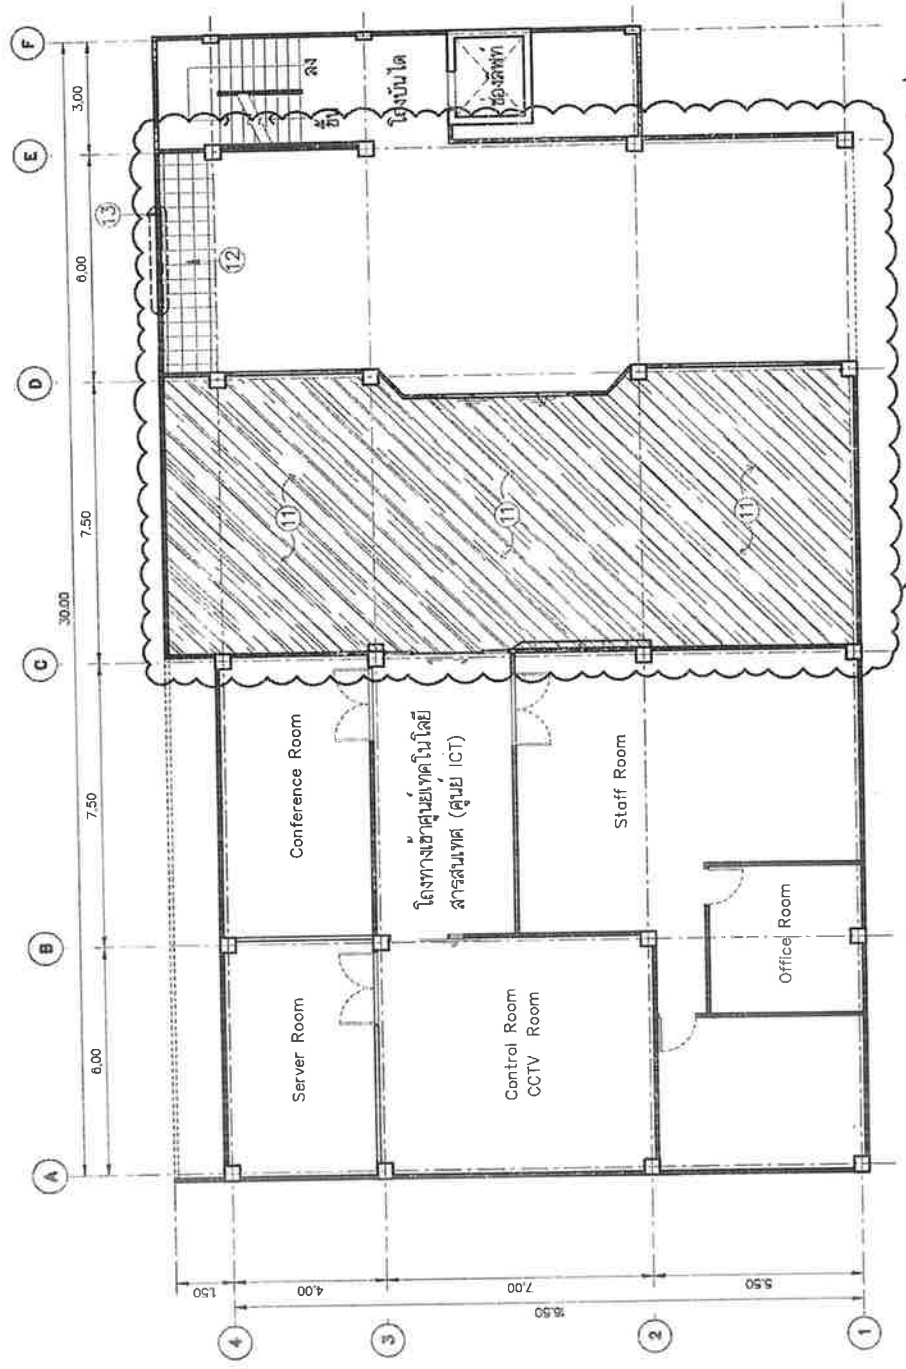 A
B
C
D
E
F
30.00
6.00
7.50
7.50
6.00
3.00
4
3
2
1
1.50
4.00
7.00
5.50
16.50
Server Room
Conference Room
Control Room
CCTV Room
โถงทางเข้าศูนย์เทคโนโลยี
สารสนเทศ (ศูนย์ ICT)
Staff Room
Office Room
11
11
11
12
13
ขึ้น
ลง
โถงบันได
ช่องลิฟท์